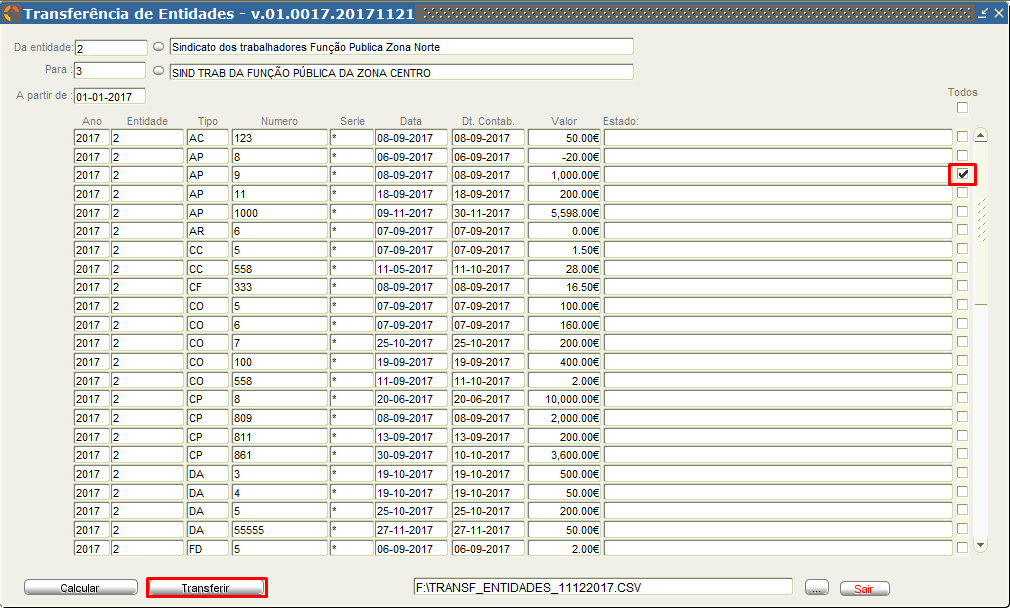 Transferência de Entidades - v.01.0017.20171121
Da entidade: 2 Sindicato dos trabalhadores Função Publica Zona Norte
Para : 3 SIND TRAB DA FUNÇÃO PÚBLICA DA ZONA CENTRO
A partir de : 01-01-2017
Todos
Ano Entidade Tipo Numero Serie Data Dt. Contab. Valor Estado:
2017 2 AC 123 * 08-09-2017 08-09-2017 50.00€
2017 2 AP 8 * 06-09-2017 06-09-2017 -20.00€
2017 2 AP 9 * 08-09-2017 08-09-2017 1,000.00€
2017 2 AP 11 * 18-09-2017 18-09-2017 200.00€
2017 2 AP 1000 * 09-11-2017 30-11-2017 5,598.00€
2017 2 AR 6 * 07-09-2017 07-09-2017 0.00€
2017 2 CC 5 * 07-09-2017 07-09-2017 1.50€
2017 2 CC 558 * 11-05-2017 11-10-2017 28.00€
2017 2 CF 333 * 08-09-2017 08-09-2017 16.50€
2017 2 CO 5 * 07-09-2017 07-09-2017 100.00€
2017 2 CO 6 * 07-09-2017 07-09-2017 160.00€
2017 2 CO 7 * 25-10-2017 25-10-2017 200.00€
2017 2 CO 100 * 19-09-2017 19-09-2017 400.00€
2017 2 CO 558 * 11-09-2017 11-10-2017 2.00€
2017 2 CP 8 * 20-06-2017 20-06-2017 10,000.00€
2017 2 CP 809 * 08-09-2017 08-09-2017 2,000.00€
2017 2 CP 811 * 13-09-2017 13-09-2017 200.00€
2017 2 CP 861 * 30-09-2017 10-10-2017 3,600.00€
2017 2 DA 3 * 19-10-2017 19-10-2017 500.00€
2017 2 DA 4 * 19-10-2017 19-10-2017 50.00€
2017 2 DA 5 * 25-10-2017 25-10-2017 200.00€
2017 2 DA 55555 * 27-11-2017 27-11-2017 50.00€
2017 2 FD 5 * 06-09-2017 06-09-2017 2.00€
Calcular Transferir F:\TRANSF_ENTIDADES_11122017.CSV ... Sair